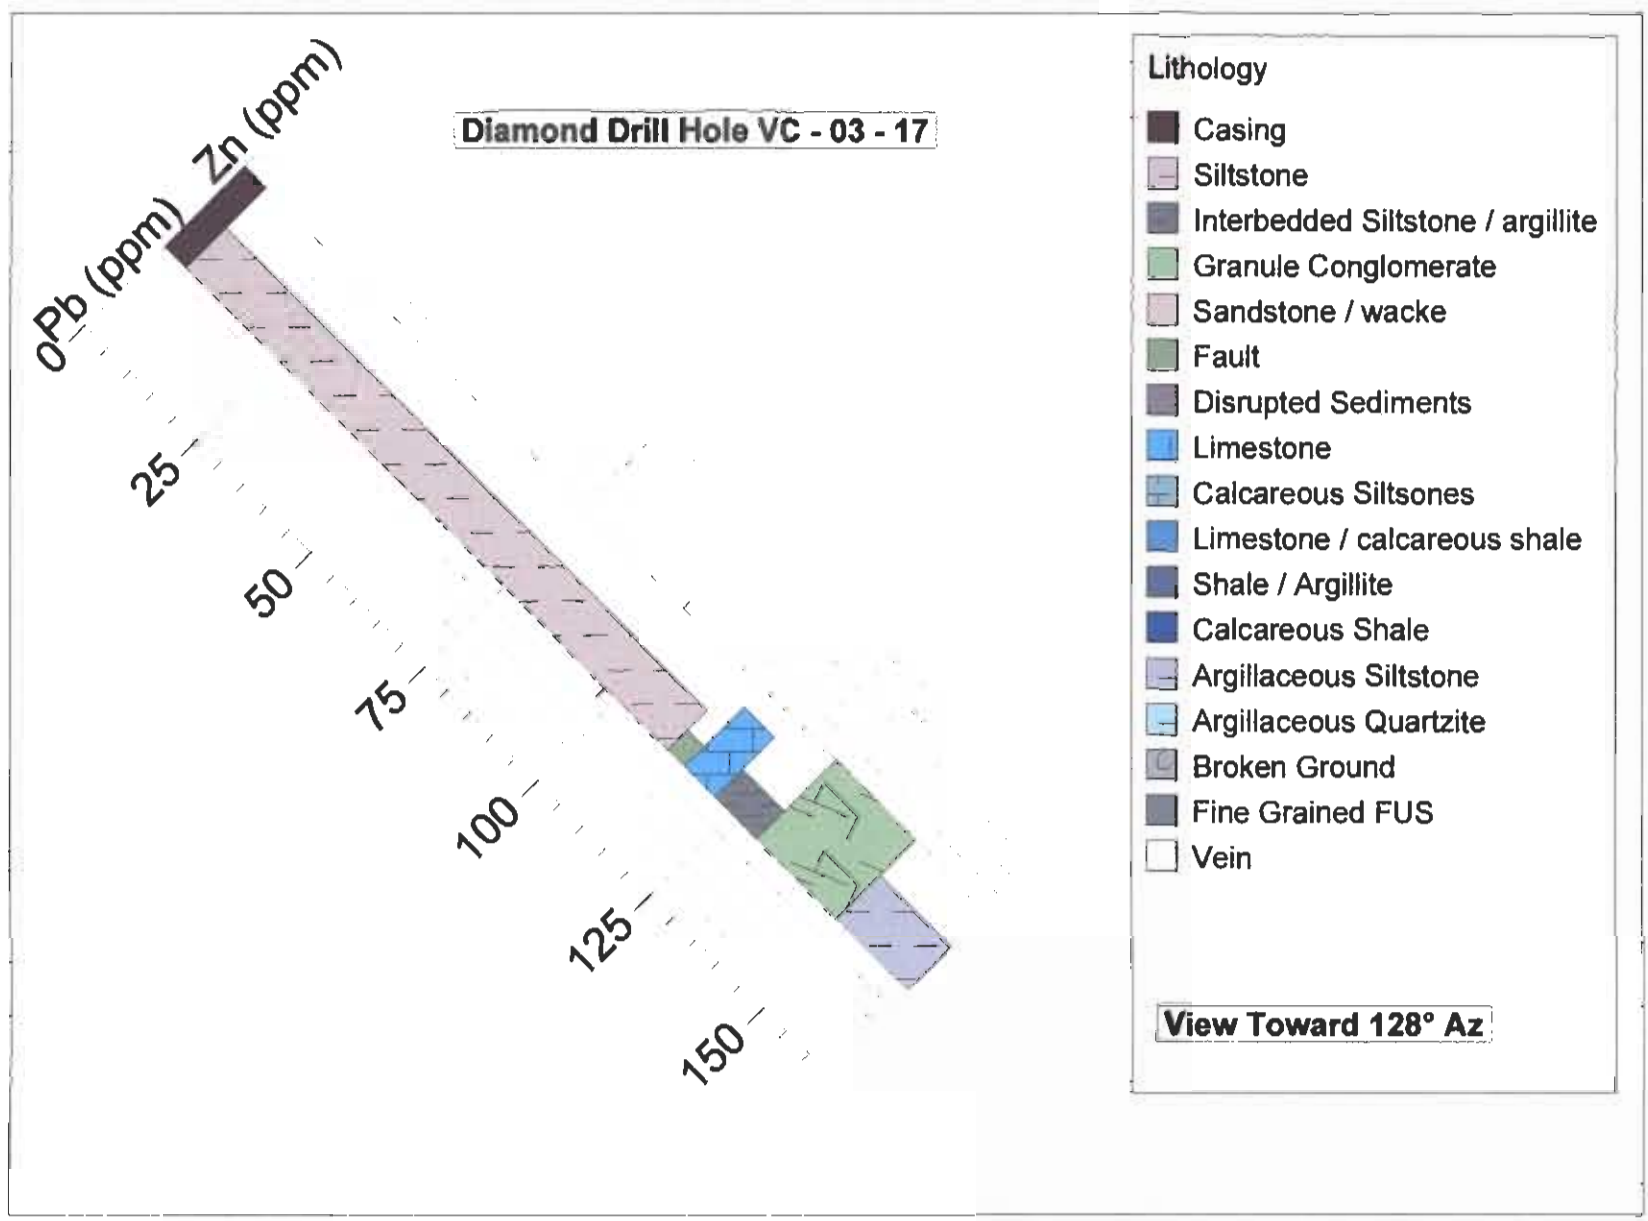 Diamond Drill Hole VC - 03 - 17
Zn (ppm)
Pb (ppm)
0
25
50
75
100
125
150
Lithology
Casing
Siltstone
Interbedded Siltstone / argillite
Granule Conglomerate
Sandstone / wacke
Fault
Disrupted Sediments
Limestone
Calcareous Siltsones
Limestone / calcareous shale
Shale / Argillite
Calcareous Shale
Argillaceous Siltstone
Argillaceous Quartzite
Broken Ground
Fine Grained FUS
Vein
View Toward 128° Az